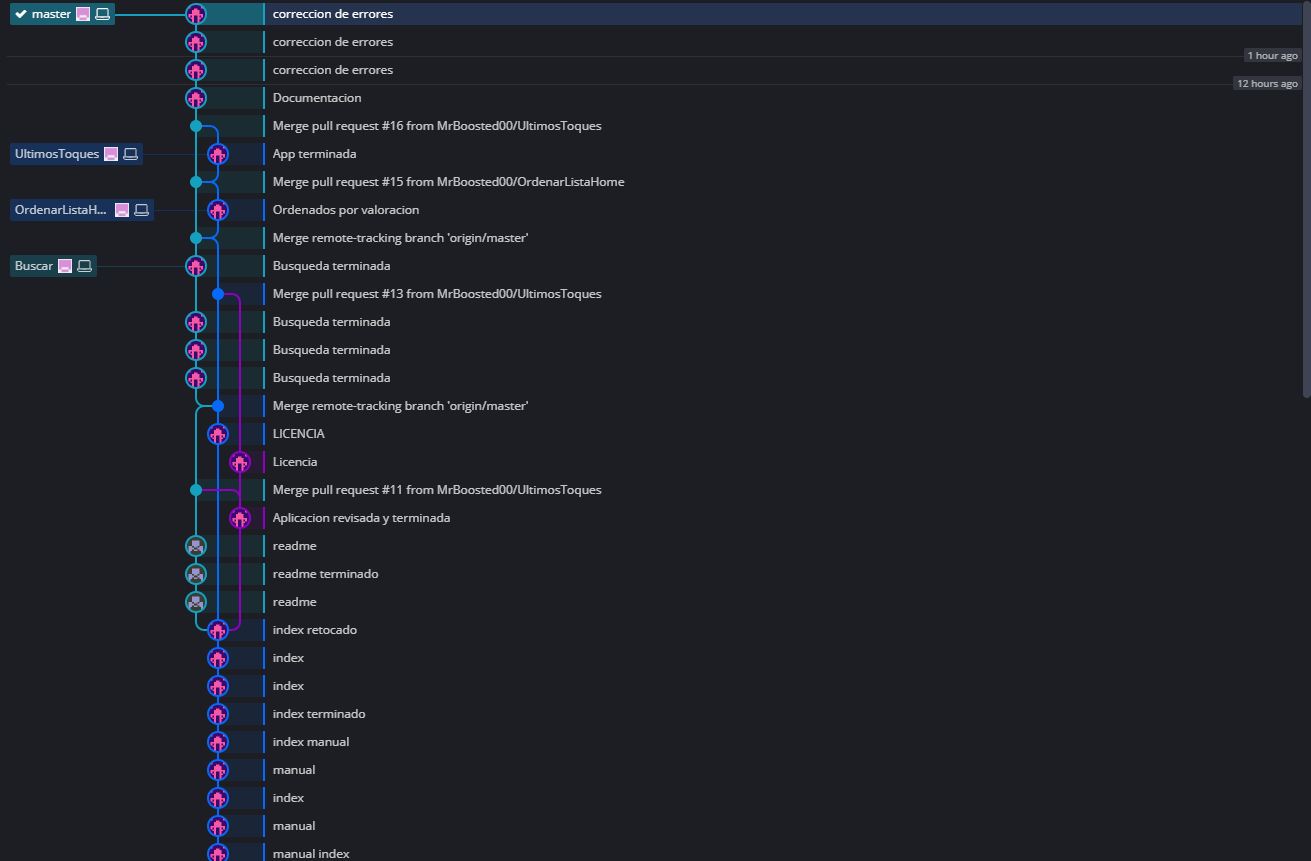 master correccion de errores
correccion de errores
1 hour ago
correccion de errores
12 hours ago
Documentacion
Merge pull request #16 from MrBoosted00/UltimosToques
UltimosToques App terminada
Merge pull request #15 from MrBoosted00/OrdenarListaHome
OrdenarListaH... Ordenados por valoracion
Merge remote-tracking branch 'origin/master'
Buscar Busqueda terminada
Merge pull request #13 from MrBoosted00/UltimosToques
Busqueda terminada
Busqueda terminada
Busqueda terminada
Merge remote-tracking branch 'origin/master'
LICENCIA
Licencia
Merge pull request #11 from MrBoosted00/UltimosToques
Aplicacion revisada y terminada
readme
readme terminado
readme
index retocado
index
index
index terminado
index manual
manual
index
manual
manual index